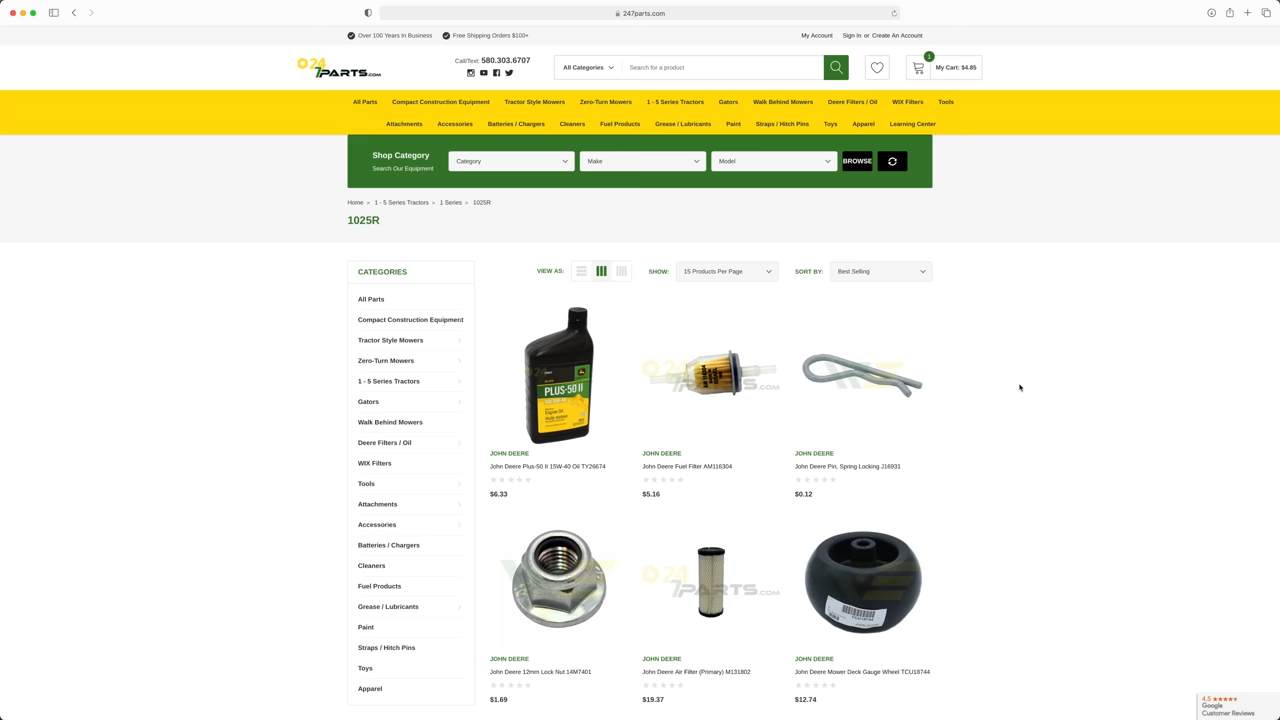 247parts.com
Over 100 Years In Business
Free Shipping Orders $100+
My Account
Sign In or Create An Account
24
7PARTS.COM
Call/Text: 580.303.6707
All Categories
Search for a product
1
My Cart: $4.85
All Parts Compact Construction Equipment Tractor Style Mowers Zero-Turn Mowers 1 - 5 Series Tractors Gators Walk Behind Mowers Deere Filters / Oil WIX Filters Tools
Attachments Accessories Batteries / Chargers Cleaners Fuel Products Grease / Lubricants Paint Straps / Hitch Pins Toys Apparel Learning Center
Shop Category
Search Our Equipment
Category
Make
Model
BROWSE
Home > 1 - 5 Series Tractors > 1 Series > 1025R
1025R
CATEGORIES
All Parts
Compact Construction Equipment
Tractor Style Mowers
Zero-Turn Mowers
1 - 5 Series Tractors
Gators
Walk Behind Mowers
Deere Filters / Oil
WIX Filters
Tools
Attachments
Accessories
Batteries / Chargers
Cleaners
Fuel Products
Grease / Lubricants
Paint
Straps / Hitch Pins
Toys
Apparel
VIEW AS:
SHOW:
15 Products Per Page
SORT BY:
Best Selling
PLUS-50 II
JOHN DEERE
John Deere Plus-50 II 15W-40 Oil TY26674
$6.33
JOHN DEERE
John Deere Fuel Filter AM116304
$5.16
JOHN DEERE
John Deere Pin, Spring Locking J16931
$0.12
JOHN DEERE
John Deere 12mm Lock Nut 14M7401
$1.69
JOHN DEERE
John Deere Air Filter (Primary) M131802
$19.37
JOHN DEERE
John Deere Mower Deck Gauge Wheel TCU18744
$12.74
4.5
Google
Customer Reviews